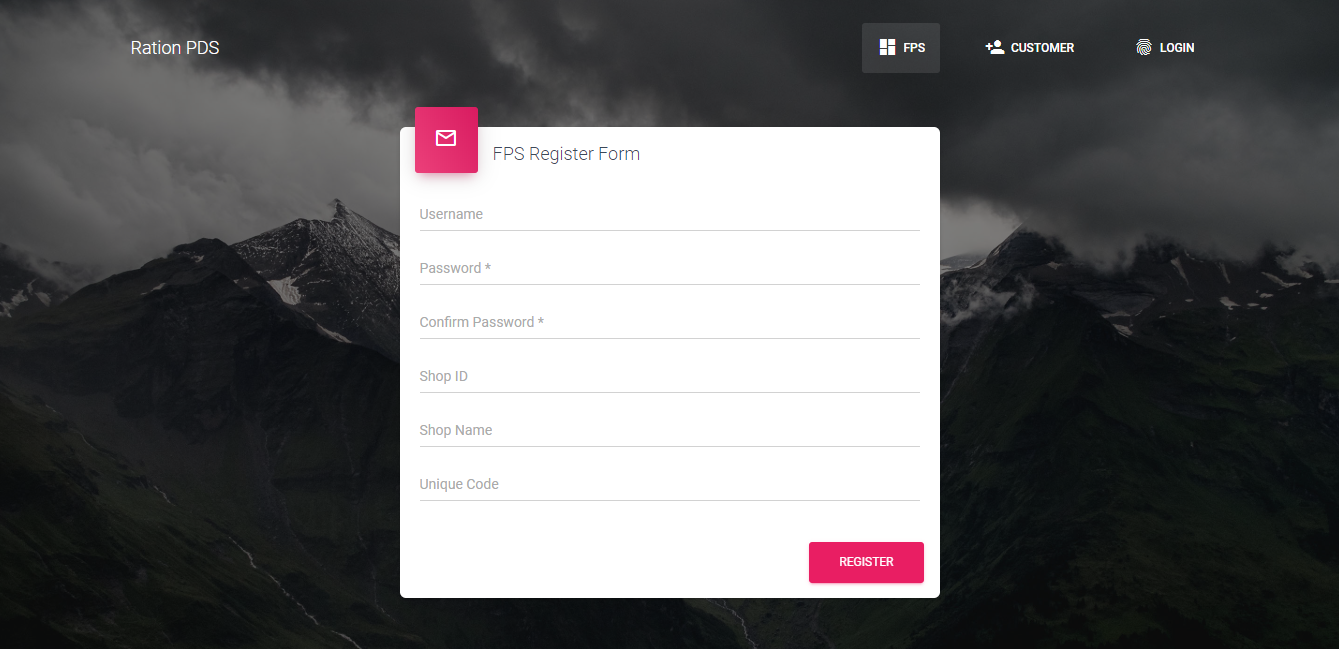 Ration PDS
FPS
CUSTOMER
LOGIN
FPS Register Form
Username
Password *
Confirm Password *
Shop ID
Shop Name
Unique Code
REGISTER